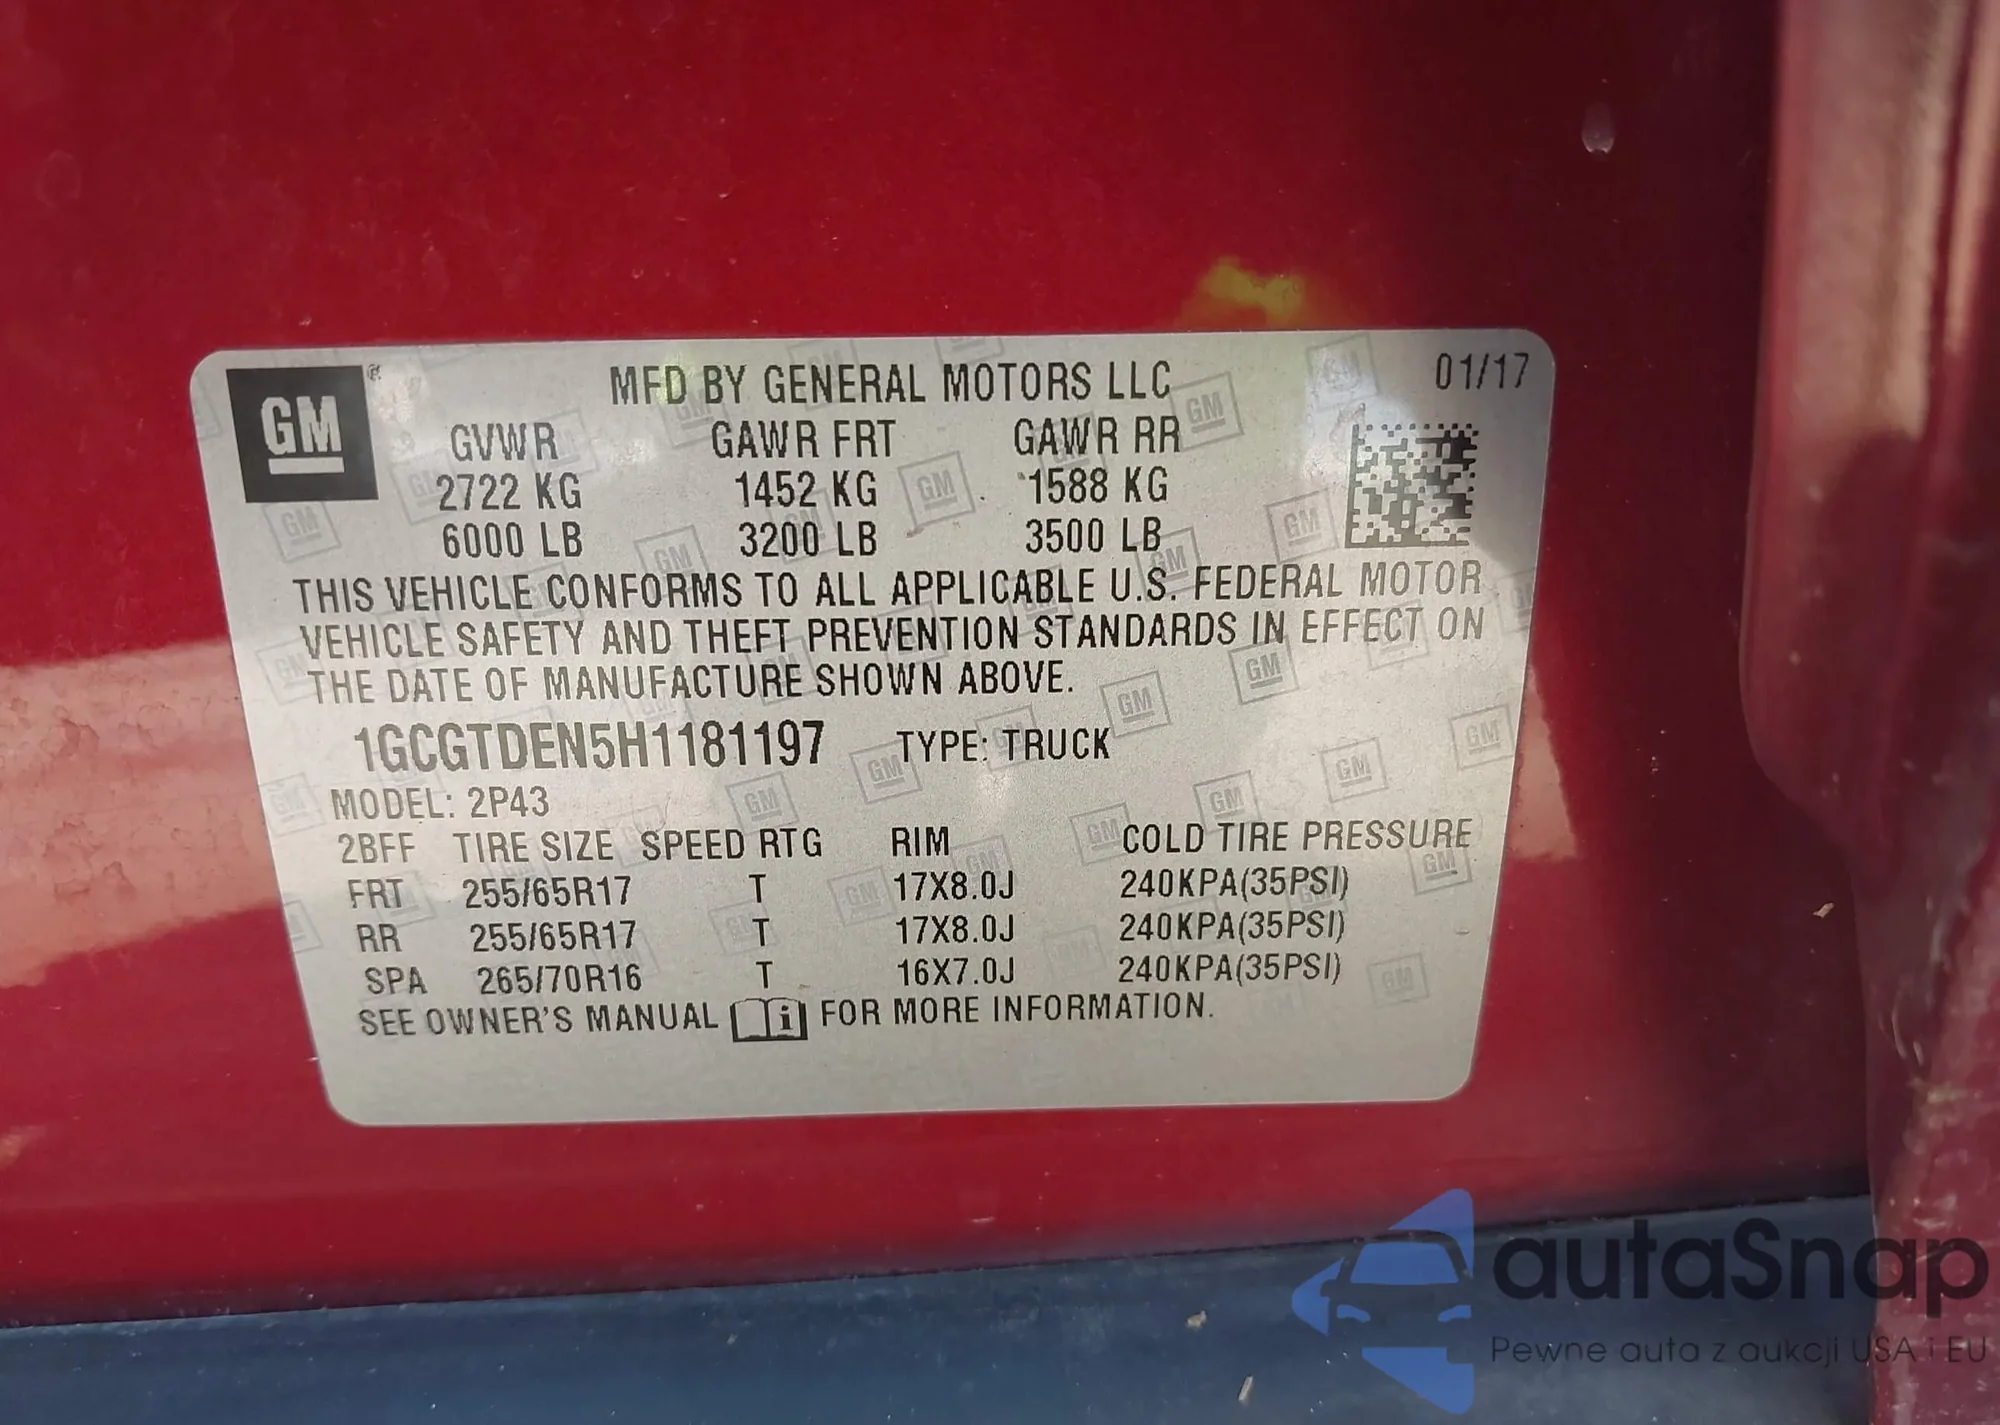 GM®
MFD BY GENERAL MOTORS LLC 01/17
GVWR GAWR FRT GAWR RR
2722 KG 1452 KG 1588 KG
6000 LB 3200 LB 3500 LB
THIS VEHICLE CONFORMS TO ALL APPLICABLE U.S. FEDERAL MOTOR
VEHICLE SAFETY AND THEFT PREVENTION STANDARDS IN EFFECT ON
THE DATE OF MANUFACTURE SHOWN ABOVE.
1GCGTDEN5H1181197 TYPE: TRUCK
MODEL: 2P43
2BFF TIRE SIZE SPEED RTG RIM COLD TIRE PRESSURE
FRT 255/65R17 T 17X8.0J 240KPA(35PSI)
RR 255/65R17 T 17X8.0J 240KPA(35PSI)
SPA 265/70R16 T 16X7.0J 240KPA(35PSI)
SEE OWNER'S MANUAL i FOR MORE INFORMATION.
autaSnap
Pewne auta z aukcji USA i EU